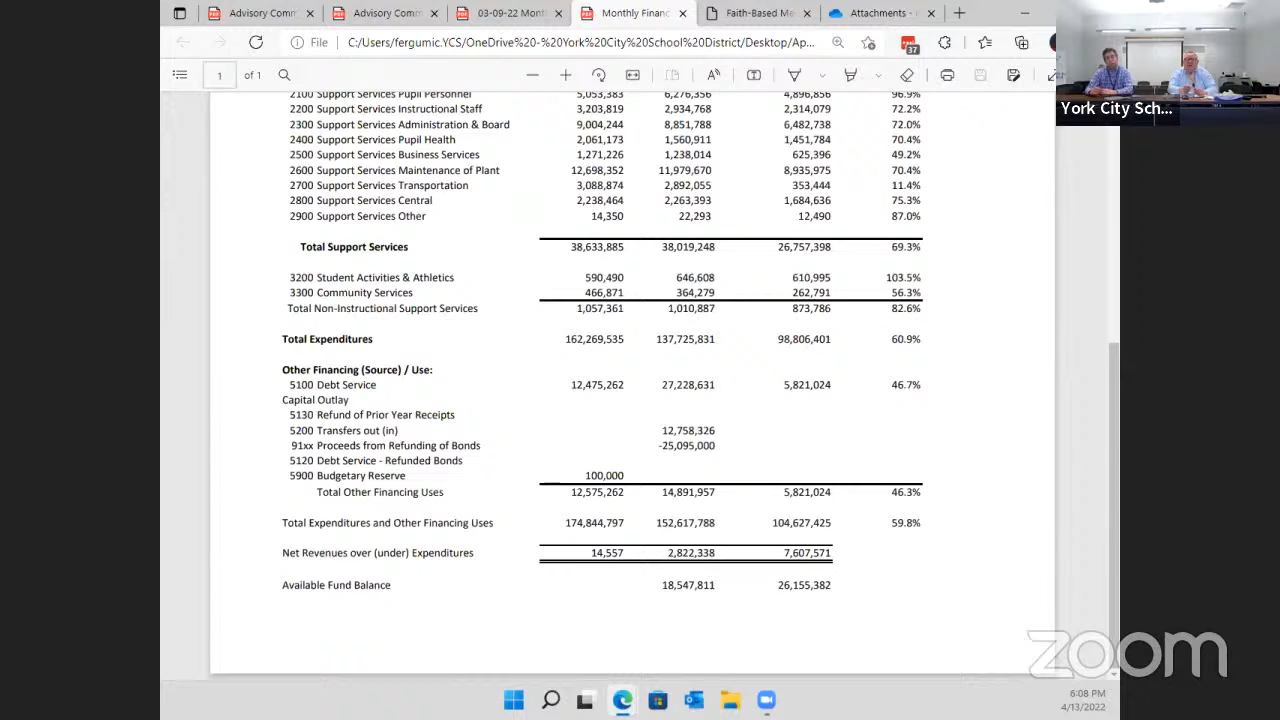 Advisory Comm
Advisory Comm
03-09-22 Month
Monthly Financ
Faith-Based Me
Attachments -
File
C:/Users/fergumic.YCS/OneDrive%20-%20York%20City%20School%20District/Desktop/Ap...
37
1 of 1
York City Sch...
2100 Support Services Pupil Personnel 5,053,383 6,276,356 4,896,856 96.9%
2200 Support Services Instructional Staff 3,203,819 2,934,768 2,314,079 72.2%
2300 Support Services Administration & Board 9,004,244 8,851,788 6,482,738 72.0%
2400 Support Services Pupil Health 2,061,173 1,560,911 1,451,784 70.4%
2500 Support Services Business Services 1,271,226 1,238,014 625,396 49.2%
2600 Support Services Maintenance of Plant 12,698,352 11,979,670 8,935,975 70.4%
2700 Support Services Transportation 3,088,874 2,892,055 353,444 11.4%
2800 Support Services Central 2,238,464 2,263,393 1,684,636 75.3%
2900 Support Services Other 14,350 22,293 12,490 87.0%
Total Support Services 38,633,885 38,019,248 26,757,398 69.3%
3200 Student Activities & Athletics 590,490 646,608 610,995 103.5%
3300 Community Services 466,871 364,279 262,791 56.3%
Total Non-Instructional Support Services 1,057,361 1,010,887 873,786 82.6%
Total Expenditures 162,269,535 137,725,831 98,806,401 60.9%
Other Financing (Source) / Use:
5100 Debt Service 12,475,262 27,228,631 5,821,024 46.7%
Capital Outlay
5130 Refund of Prior Year Receipts
5200 Transfers out (in) 12,758,326
91xx Proceeds from Refunding of Bonds -25,095,000
5120 Debt Service - Refunded Bonds
5900 Budgetary Reserve 100,000
Total Other Financing Uses 12,575,262 14,891,957 5,821,024 46.3%
Total Expenditures and Other Financing Uses 174,844,797 152,617,788 104,627,425 59.8%
Net Revenues over (under) Expenditures 14,557 2,822,338 7,607,571
Available Fund Balance 18,547,811 26,155,382
zoom
6:08 PM
4/13/2022